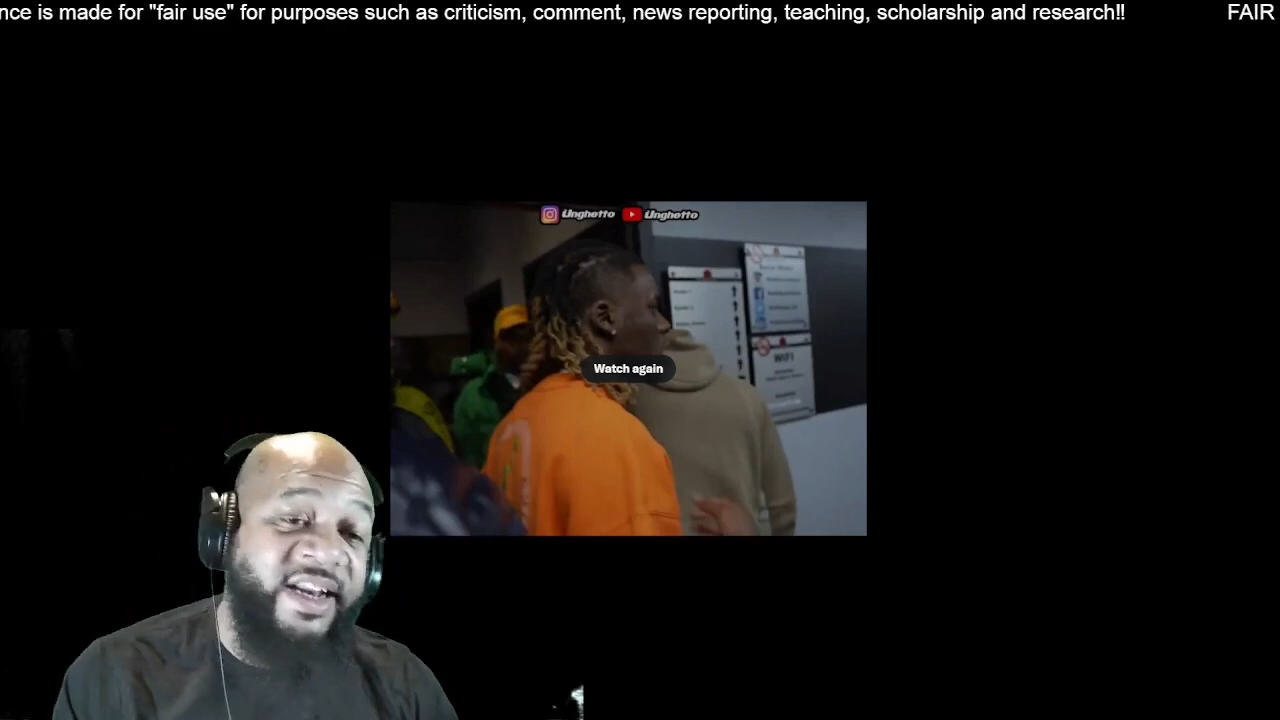 nce is made for "fair use" for purposes such as criticism, comment, news reporting, teaching, scholarship and research!! FAIR
Unghetto Unghetto
WIFI
Watch again